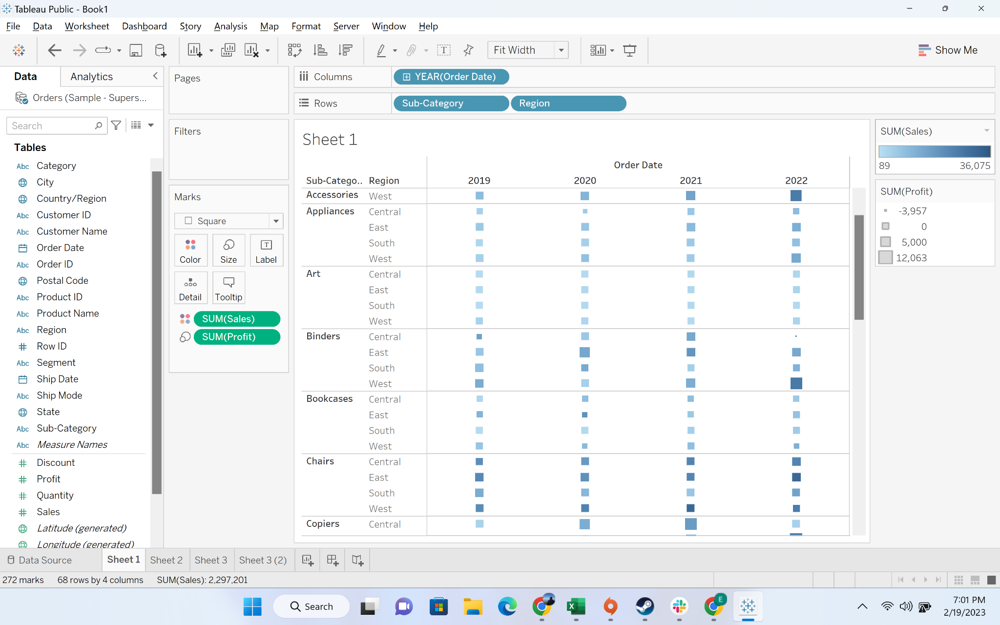 Tableau Public - Book1
File Data Worksheet Dashboard Story Analysis Map Format Server Window Help
Fit Width
Show Me
Data Analytics
Orders (Sample - Supers...
Search
Tables
Abc Category
City
Country/Region
Abc Customer ID
Abc Customer Name
Order Date
Abc Order ID
Postal Code
Abc Product ID
Abc Product Name
Abc Region
Row ID
Abc Segment
Ship Date
Abc Ship Mode
State
Abc Sub-Category
Abc Measure Names
Discount
Profit
Quantity
Sales
Latitude (generated)
Longitude (generated)
Pages
Filters
Marks
Square
Color Size Label
Detail Tooltip
SUM(Sales)
SUM(Profit)
Columns YEAR(Order Date)
Rows Sub-Category Region
Sheet 1
Order Date
Sub-Catego.. Region 2019 2020 2021 2022
Accessories West
Appliances Central
East
South
West
Art Central
East
South
West
Binders Central
East
South
West
Bookcases Central
East
South
West
Chairs Central
East
South
West
Copiers Central
SUM(Sales)
89 36,075
SUM(Profit)
-3,957
0
5,000
12,063
Data Source Sheet 1 Sheet 2 Sheet 3 Sheet 3 (2)
272 marks 68 rows by 4 columns SUM(Sales): 2,297,201
Search
E
7:01 PM
2/19/2023